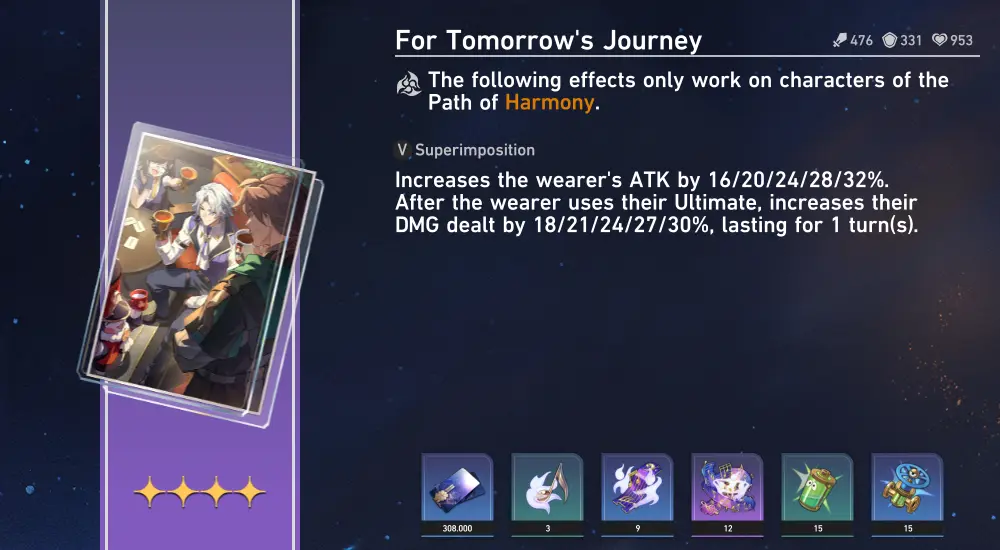 For Tomorrow's Journey
476 331 953
The following effects only work on characters of the
Path of Harmony.
V Superimposition
Increases the wearer's ATK by 16/20/24/28/32%.
After the wearer uses their Ultimate, increases their
DMG dealt by 18/21/24/27/30%, lasting for 1 turn(s).
308.000 3 9 12 15 15